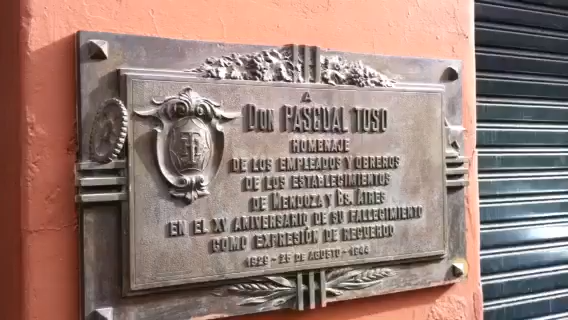 A
DON PASCUAL TOSO
HOMENAJE
DE LOS EMPLEADOS Y OBREROS
DE LOS ESTABLECIMIENTOS
DE MENDOZA Y BS. AIRES
EN EL XV ANIVERSARIO DE SU FALLECIMIENTO
COMO EXPRESIÓN DE RECUERDO
1929 - 25 DE AGOSTO - 1944